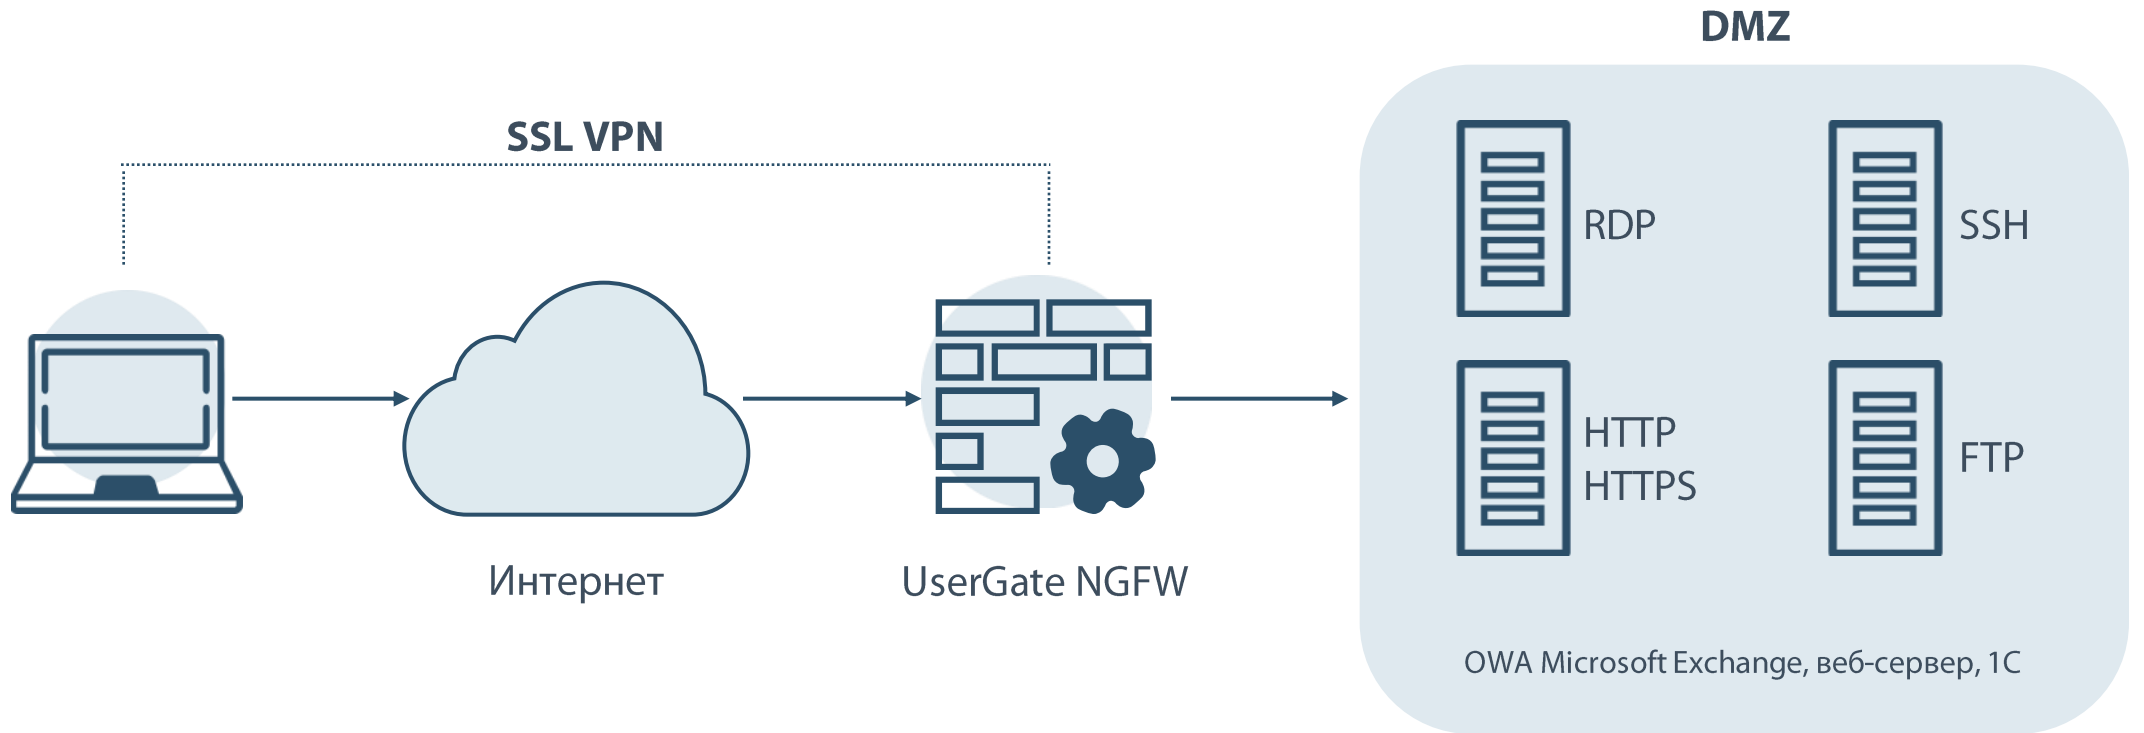 DMZ
SSL VPN
RDP
SSH
HTTP
HTTPS
FTP
Интернет
UserGate NGFW
OWA Microsoft Exchange, веб-сервер, 1С